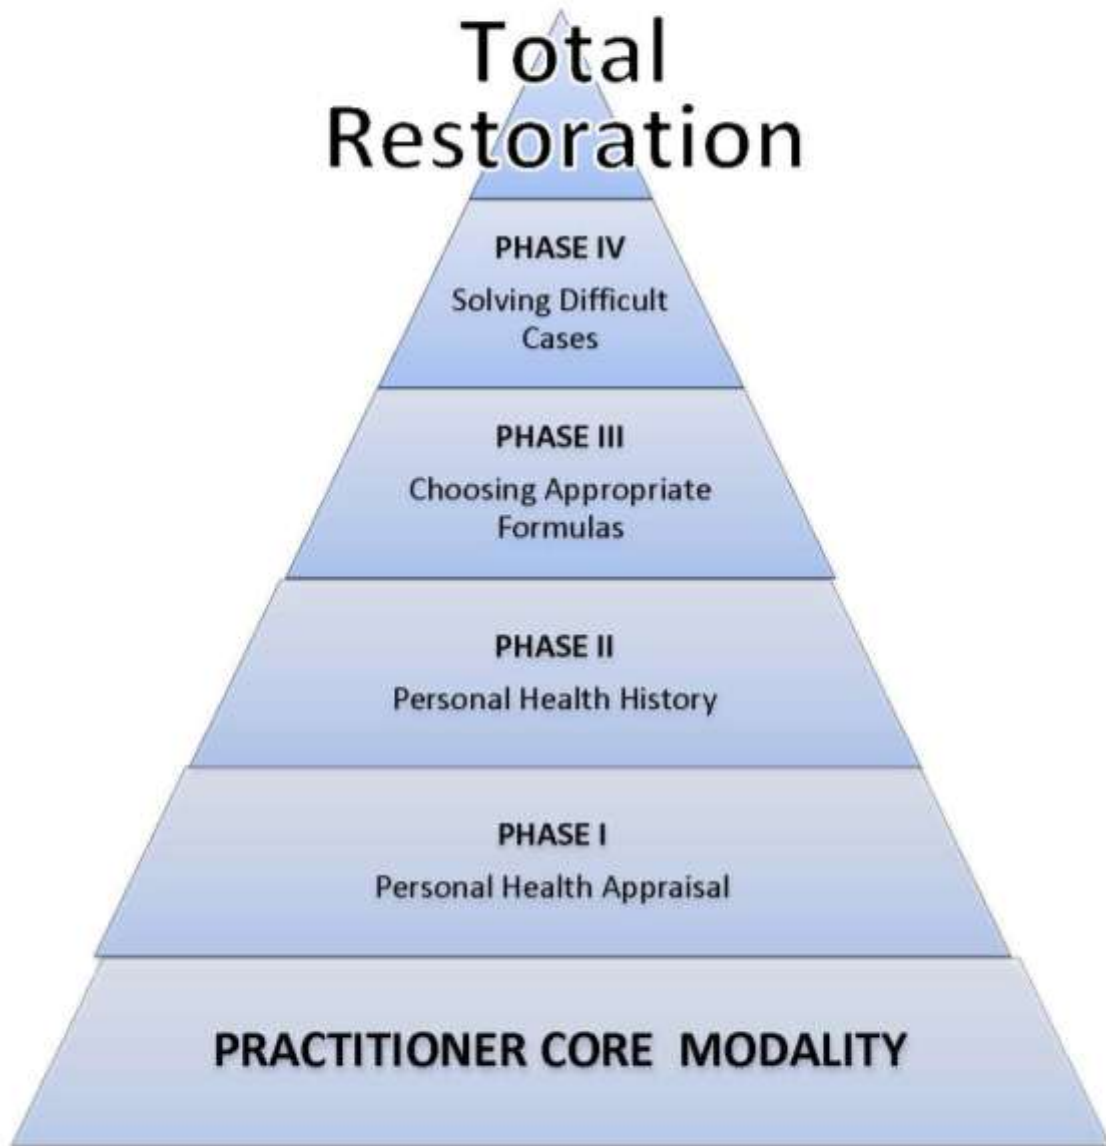 Total
Restoration
PHASE IV
Solving Difficult
Cases
PHASE III
Choosing Appropriate
Formulas
PHASE II
Personal Health History
PHASE I
Personal Health Appraisal
PRACTITIONER CORE  MODALITY